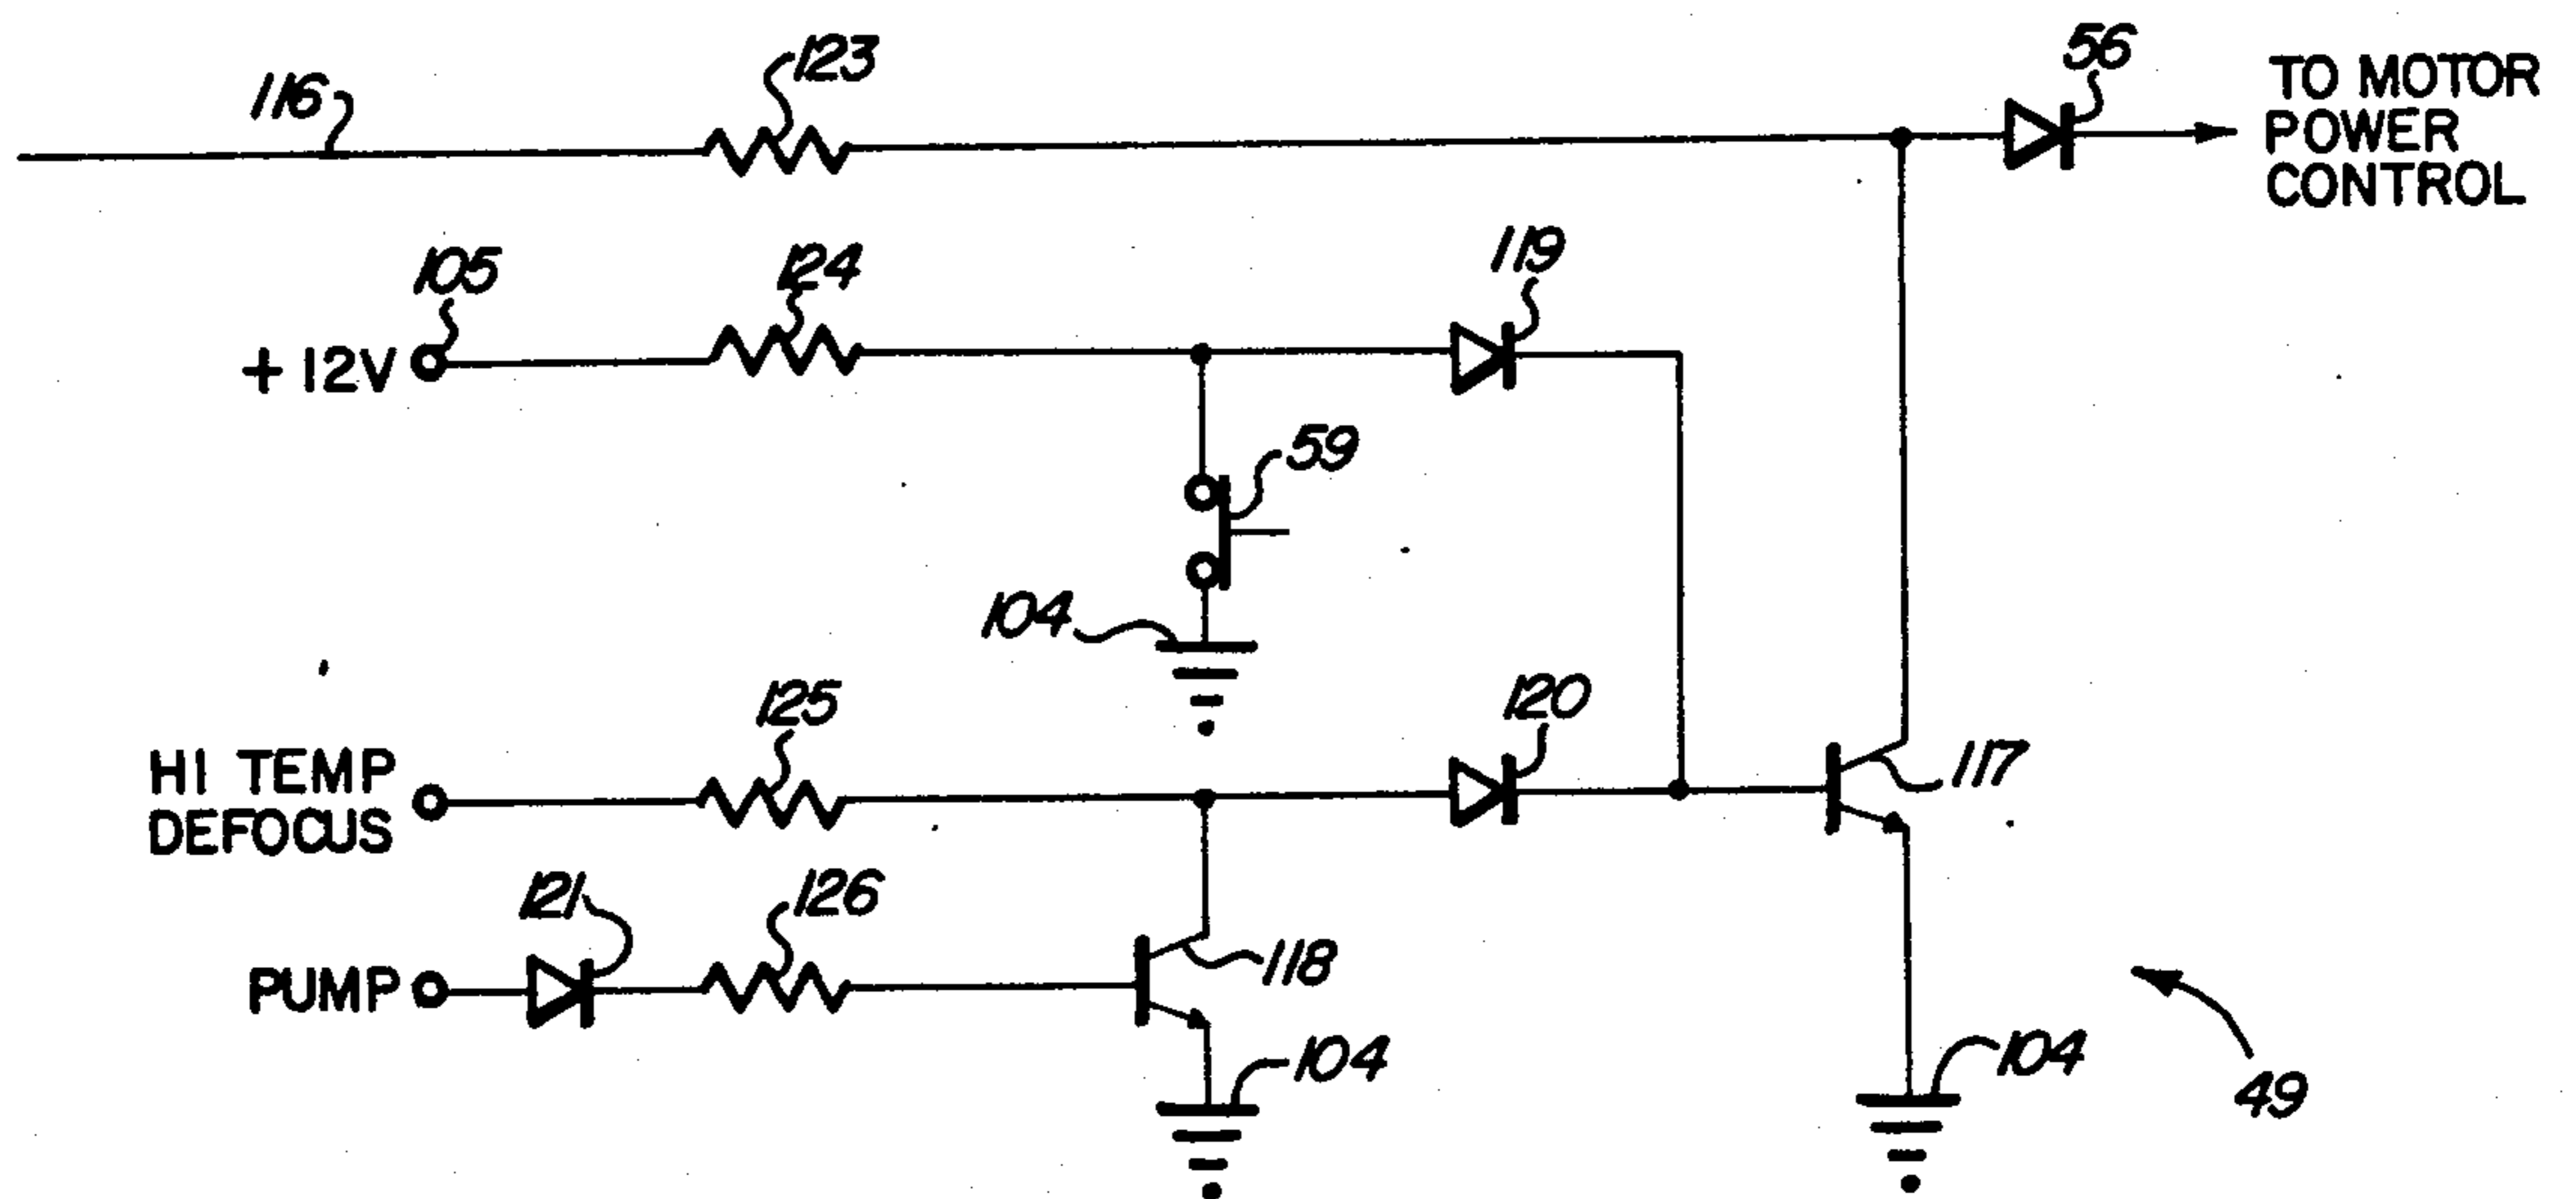 116
123
56
TO MOTOR
POWER
CONTROL
105
124
119
+12V
59
104
125
120
HI TEMP
DEFOCUS
117
121
126
118
PUMP
104
104
49